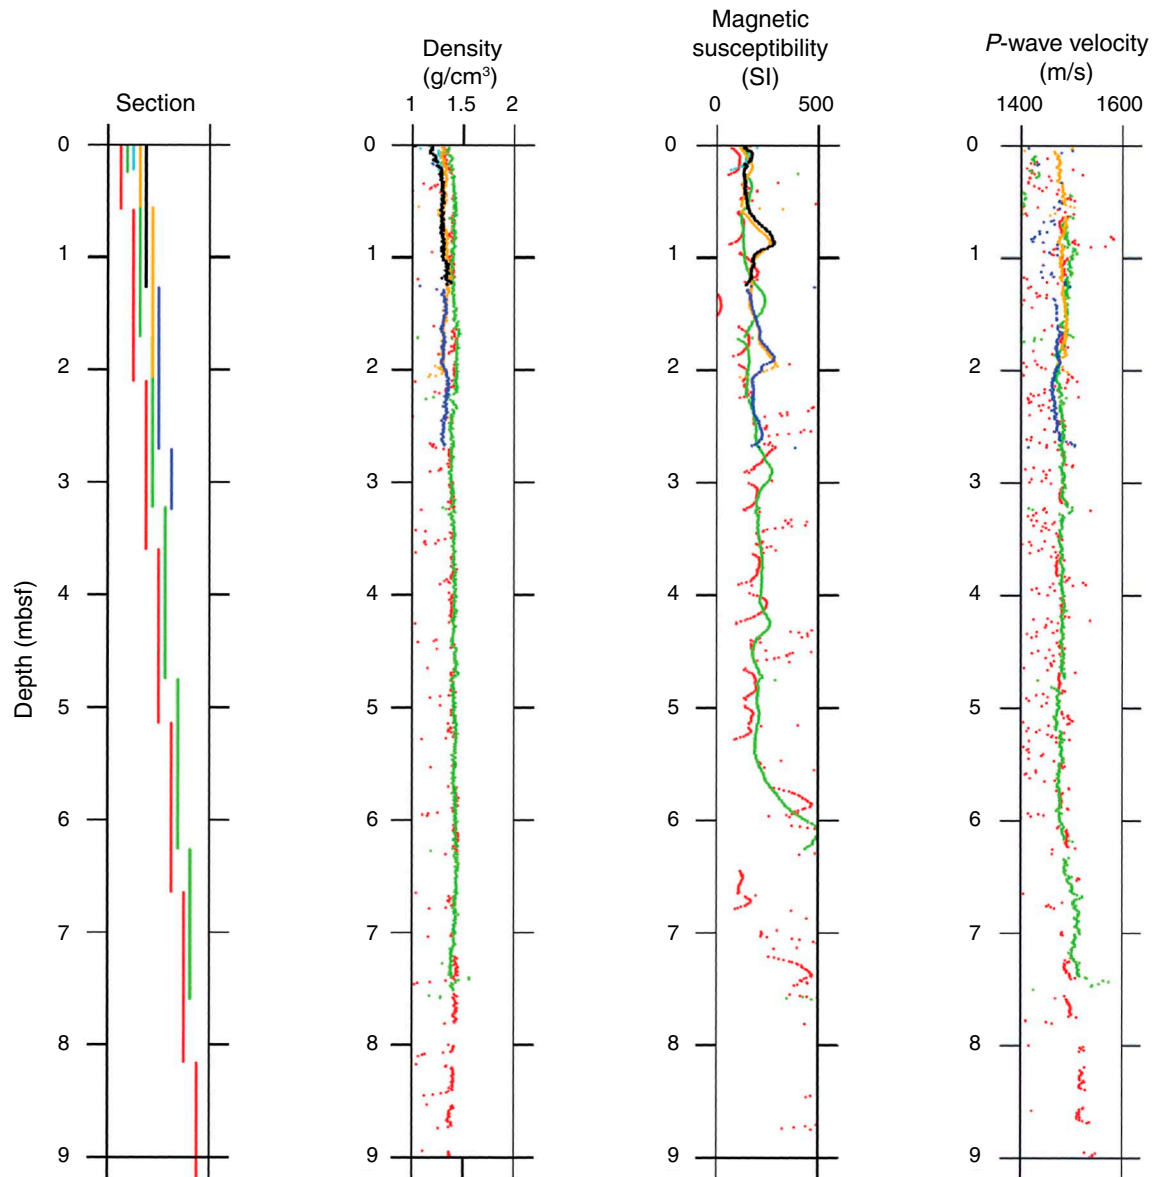 Magnetic
susceptibility
(SI)
Density
(g/cm³)
P-wave velocity
(m/s)
Section
1 1.5 2
0 500
1400 1600
0 0 0 0
1 1 1 1
2 2 2 2
3 3 3 3
4 4 4 4
5 5 5 5
6 6 6 6
7 7 7 7
8 8 8 8
9 9 9 9
Depth (mbsf)